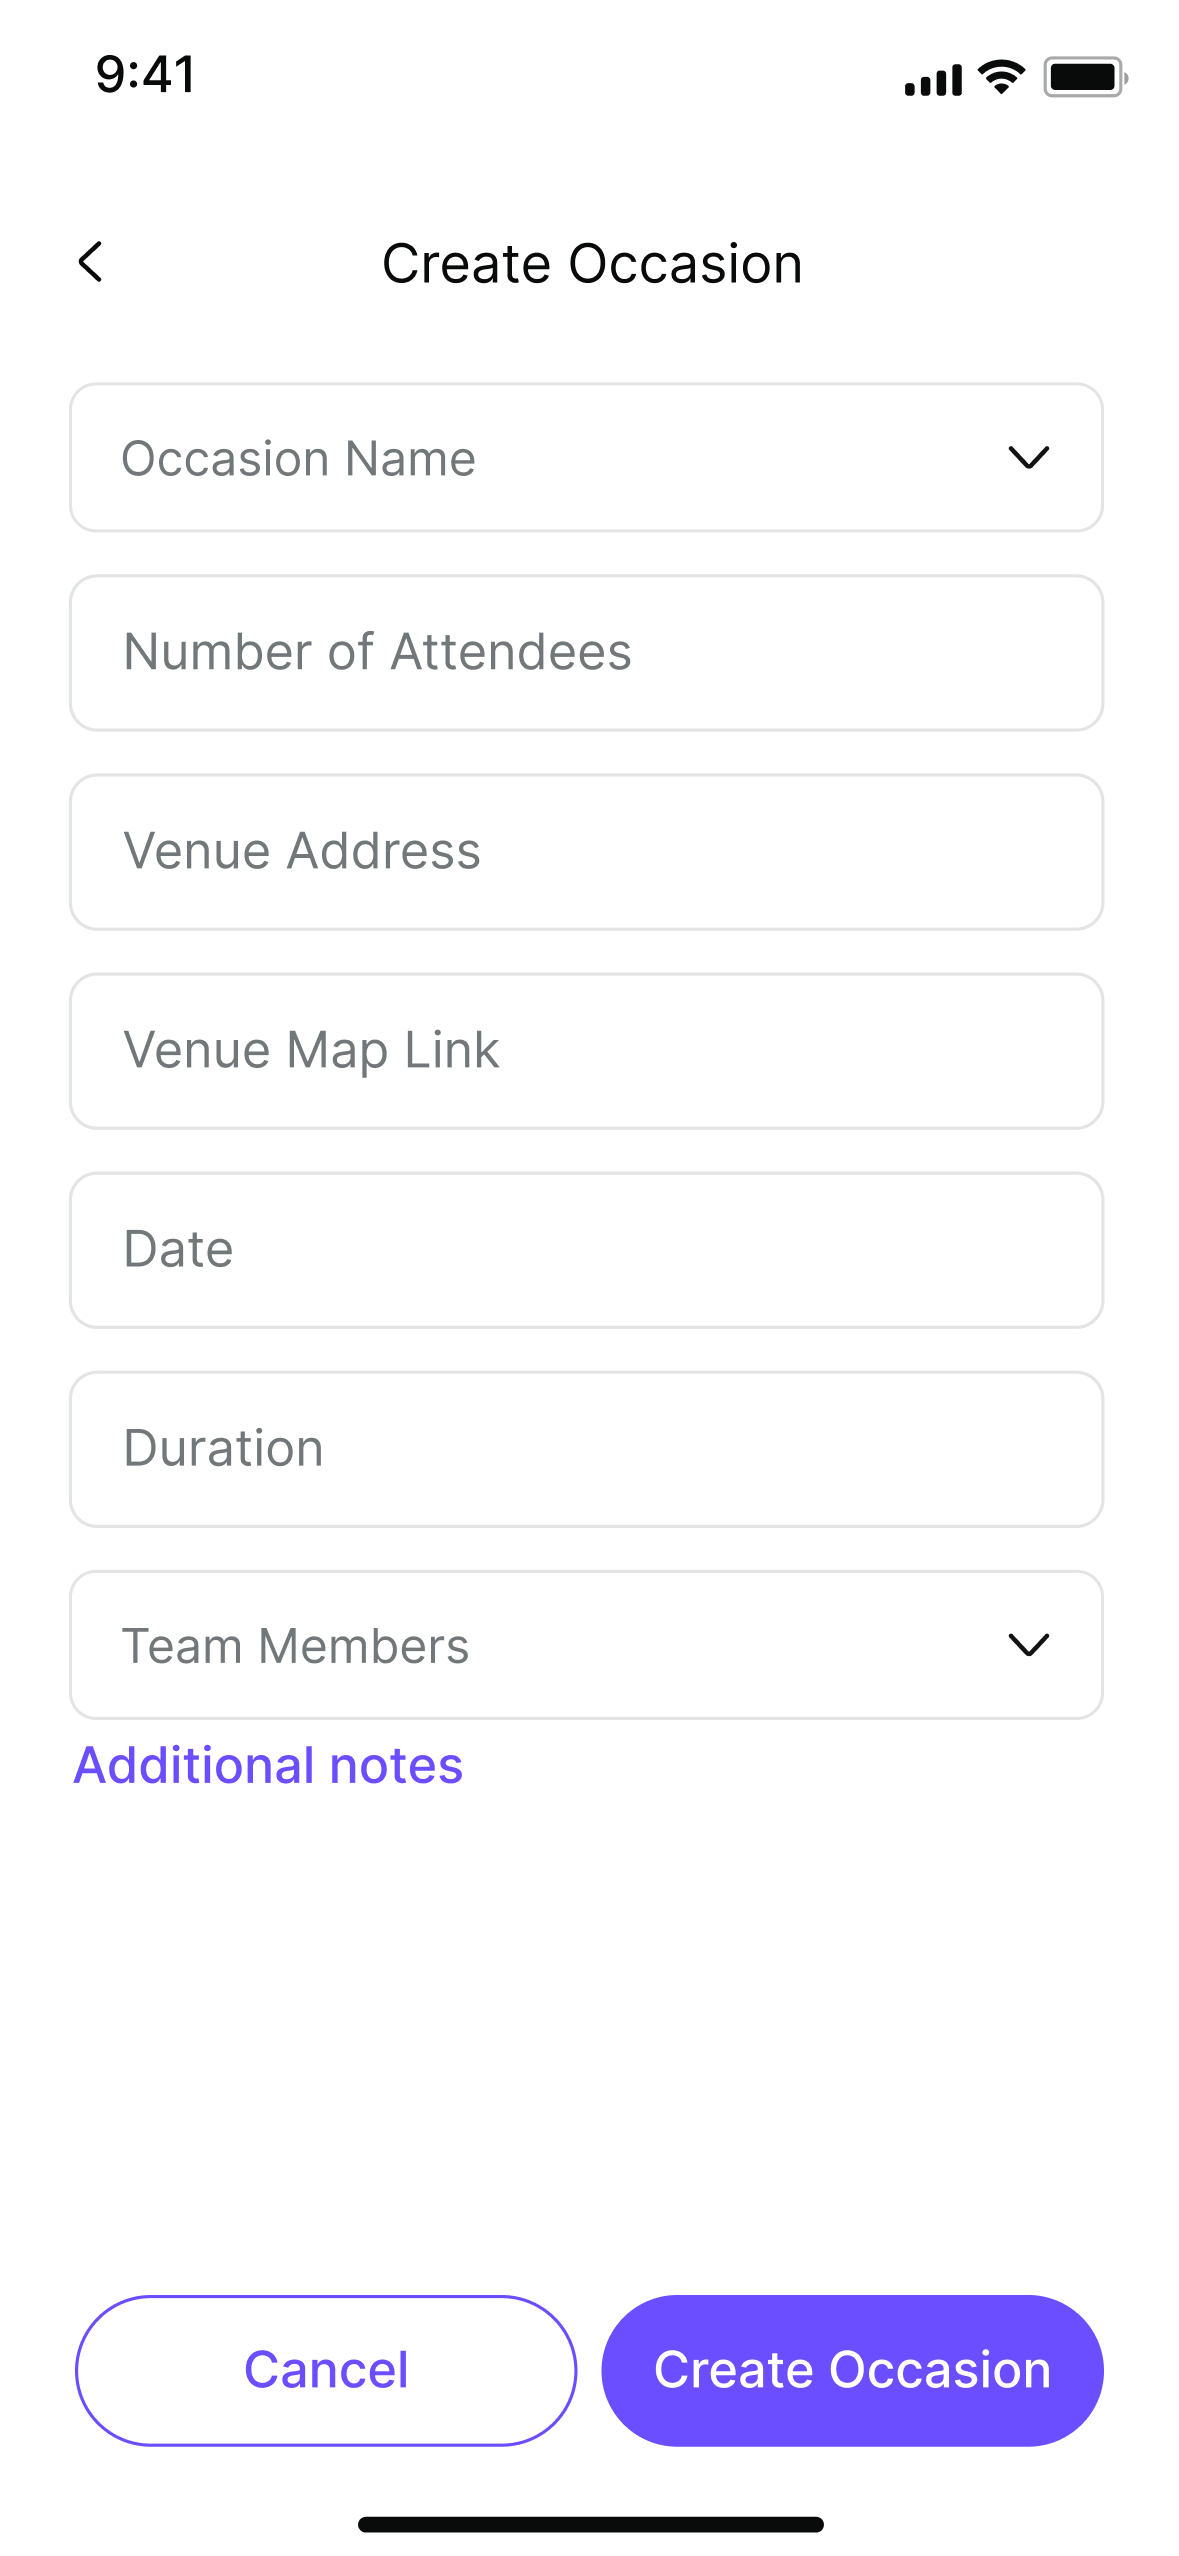 9:41
Create Occasion
Occasion Name
Number of Attendees
Venue Address
Venue Map Link
Date
Duration
Team Members
Additional notes
Cancel
Create Occasion